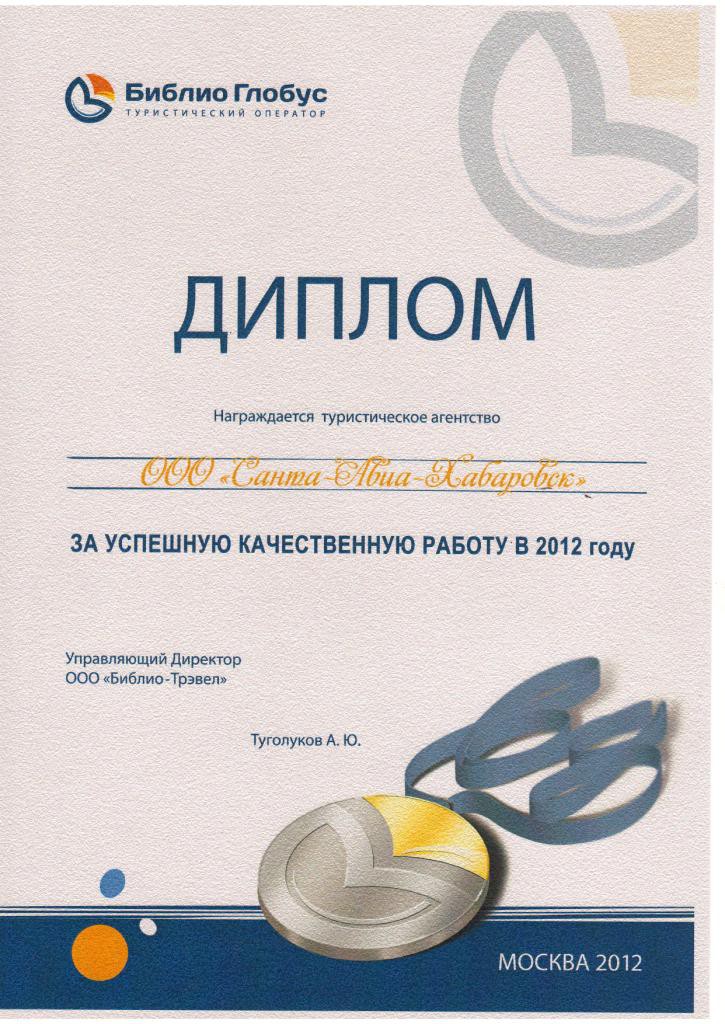 Библио Глобус
ТУРИСТИЧЕСКИЙ ОПЕРАТОР
ДИПЛОМ
Награждается туристическое агентство
ООО «Санта-Авиа-Хабаровск»
ЗА УСПЕШНУЮ КАЧЕСТВЕННУЮ РАБОТУ В 2012 году
Управляющий Директор
ООО «Библио-Трэвел»
Туголуков А. Ю.
МОСКВА 2012